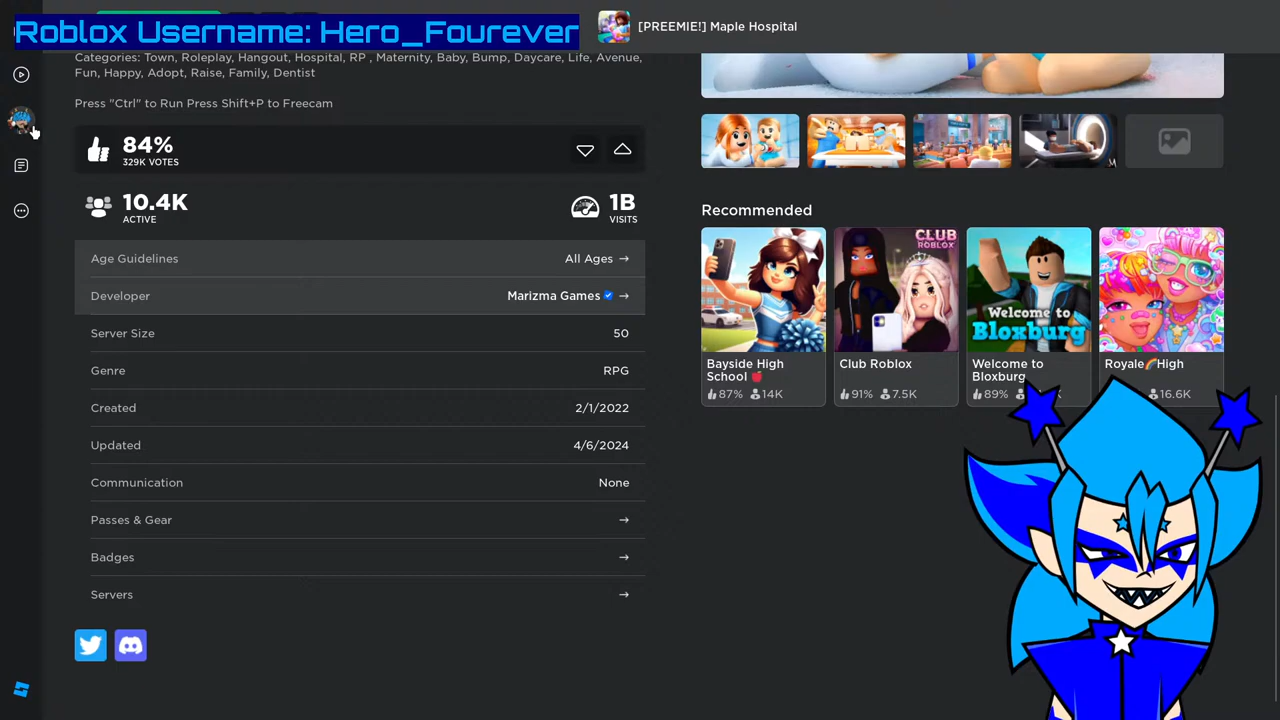 Roblox Username: Hero_Fourever
[PREEMIE!] Maple Hospital
Categories: Town, Roleplay, Hangout, Hospital, RP , Maternity, Baby, Bump, Daycare, Life, Avenue,
Fun, Happy, Adopt, Raise, Family, Dentist
Press "Ctrl" to Run Press Shift+P to Freecam
84%
329K VOTES
10.4K
ACTIVE
1B
VISITS
Age Guidelines All Ages →
Developer Marizma Games →
Server Size 50
Genre RPG
Created 2/1/2022
Updated 4/6/2024
Communication None
Passes & Gear →
Badges →
Servers →
Recommended
CLUB
ROBLOX
Welcome to
Bloxburg
Bayside High
School
87% 14K
Club Roblox
91% 7.5K
Welcome to
Bloxburg
89%
Royale🌈High
16.6K